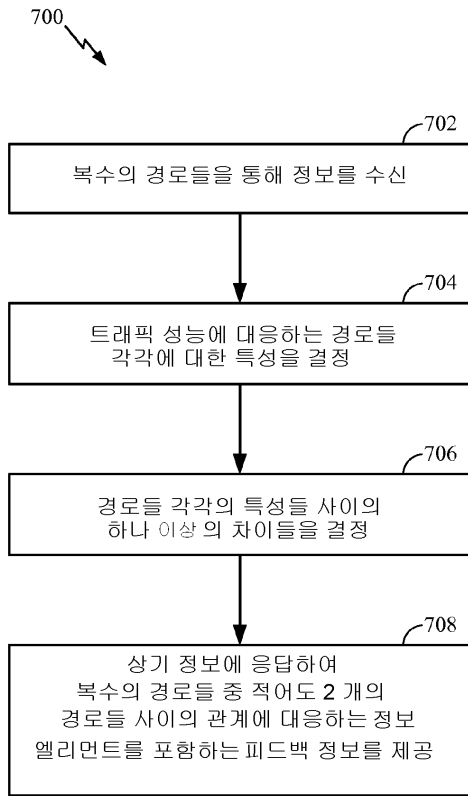 700
702
복수의 경로들을 통해 정보를 수신
704
트래픽 성능에 대응하는 경로들
각각에 대한 특성을 결정
706
경로들 각각의 특성들 사이의
하나 이상의 차이들을 결정
708
상기 정보에 응답하여
복수의 경로들 중 적어도 2 개의
경로들 사이의 관계에 대응하는 정보
엘리먼트를 포함하는 피드백 정보를 제공